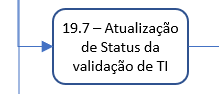 19.7 – Atualização
de Status da
validação de TI